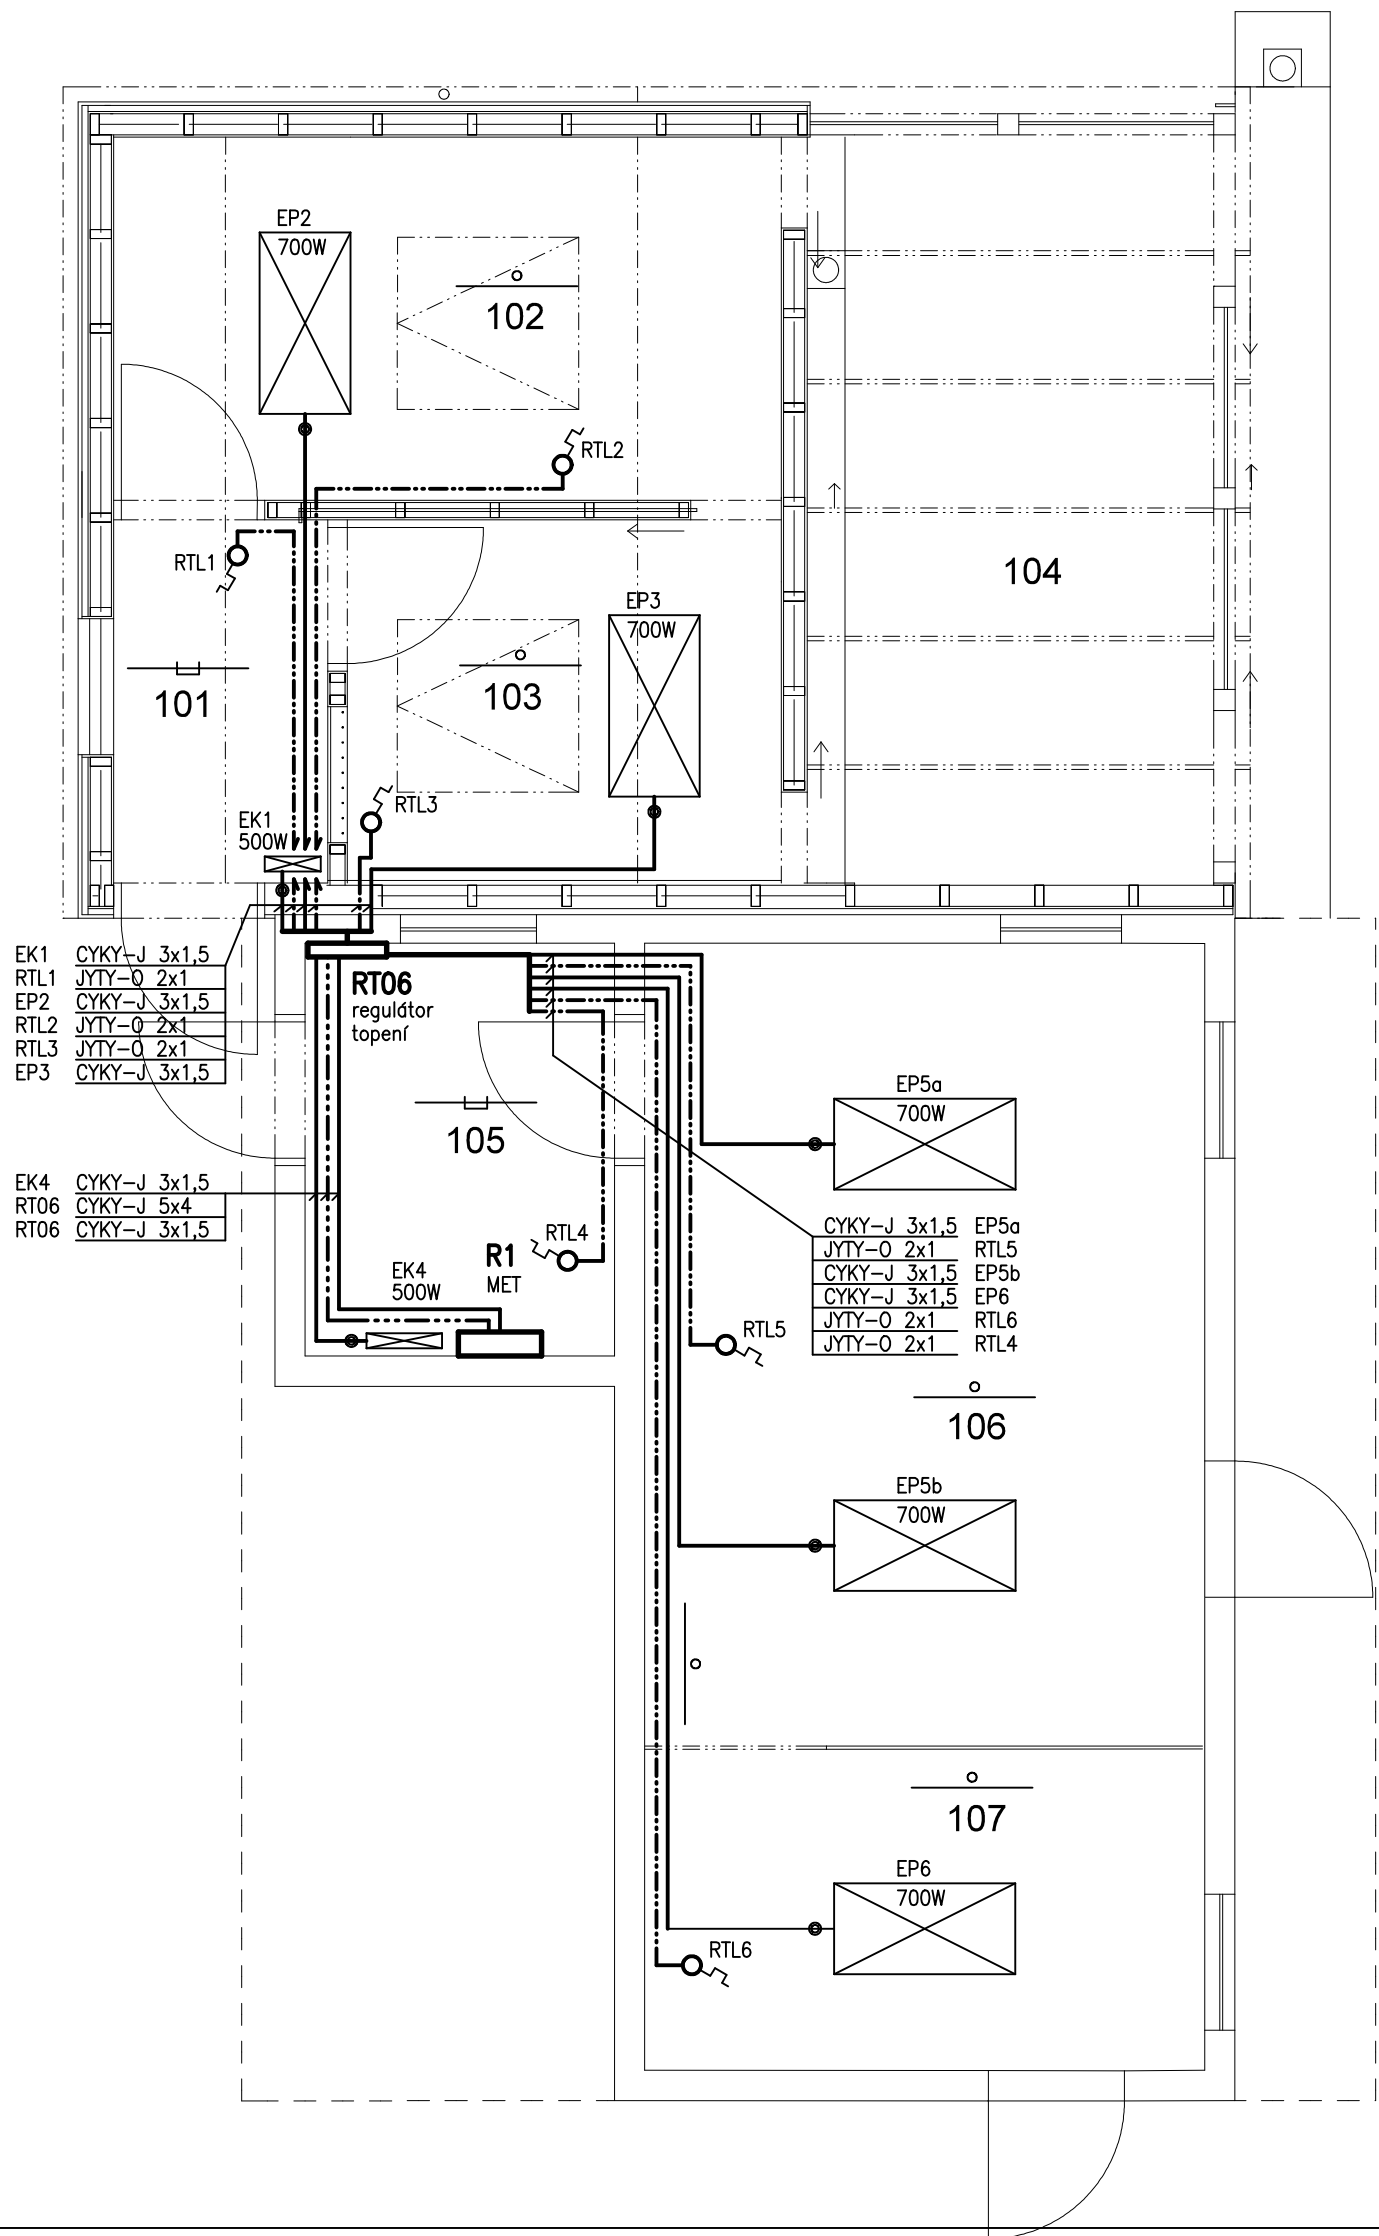 EP2
700W
102
RTL2
RTL1
104
EP3
700W
101
103
RTL3
EK1
500W
EK1 CYKY-J 3x1,5
RTL1 JYTY-O 2x1
EP2 CYKY-J 3x1,5
RTL2 JYTY-O 2x1
RTL3 JYTY-O 2x1
EP3 CYKY-J 3x1,5
RT06
regulátor
topení
EP5a
700W
105
EK4 CYKY-J 3x1,5
RT06 CYKY-J 5x4
RT06 CYKY-J 3x1,5
CYKY-J 3x1,5 EP5a
JYTY-O 2x1 RTL5
CYKY-J 3x1,5 EP5b
CYKY-J 3x1,5 EP6
JYTY-O 2x1 RTL6
JYTY-O 2x1 RTL4
RTL4
R1
MET
EK4
500W
RTL5
106
EP5b
700W
107
EP6
700W
RTL6